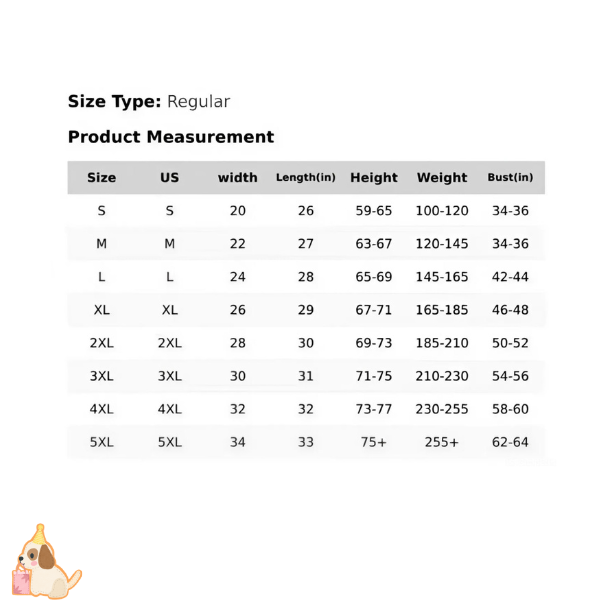 Size Type: Regular
Product Measurement
Size US width Length(in) Height Weight Bust(in)
S S 20 26 59-65 100-120 34-36
M M 22 27 63-67 120-145 34-36
L L 24 28 65-69 145-165 42-44
XL XL 26 29 67-71 165-185 46-48
2XL 2XL 28 30 69-73 185-210 50-52
3XL 3XL 30 31 71-75 210-230 54-56
4XL 4XL 32 32 73-77 230-255 58-60
5XL 5XL 34 33 75+ 255+ 62-64